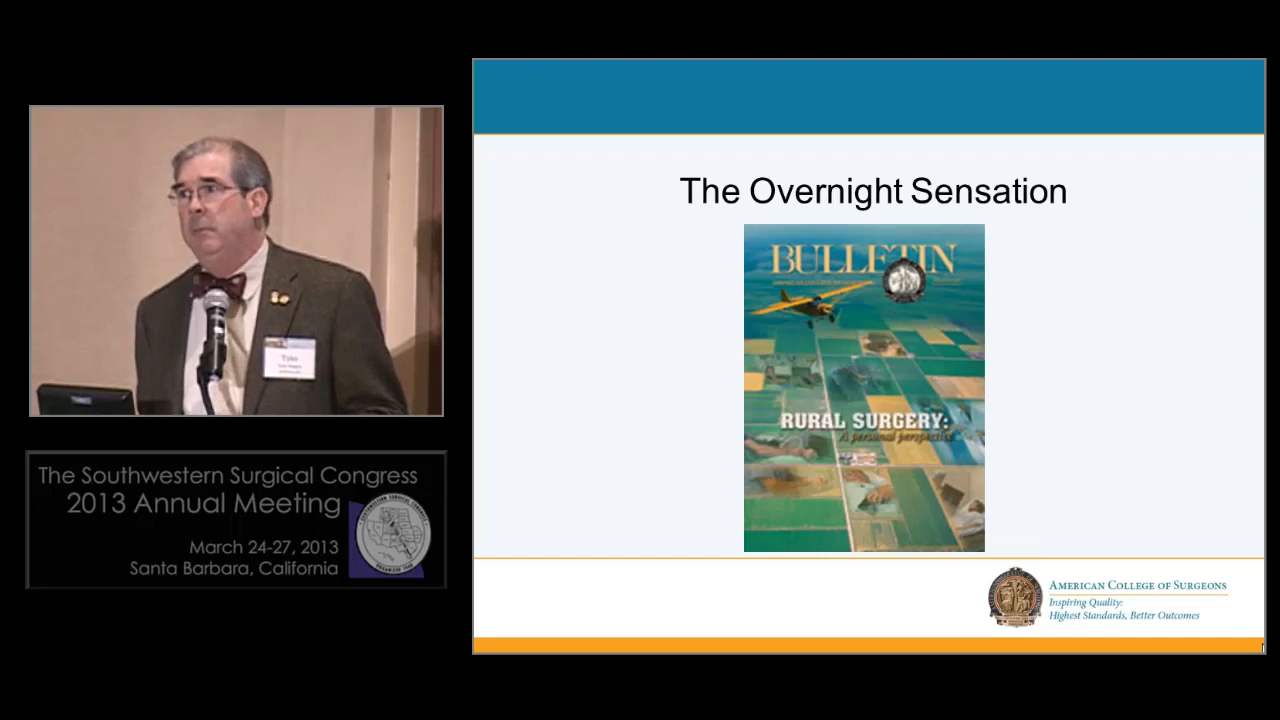 The Southwestern Surgical Congress
2013 Annual Meeting
March 24-27, 2013
Santa Barbara, California
The Overnight Sensation
BULLETIN
RURAL SURGERY:
A personal perspective
AMERICAN COLLEGE OF SURGEONS
Inspiring Quality:
Highest Standards, Better Outcomes
Tyler